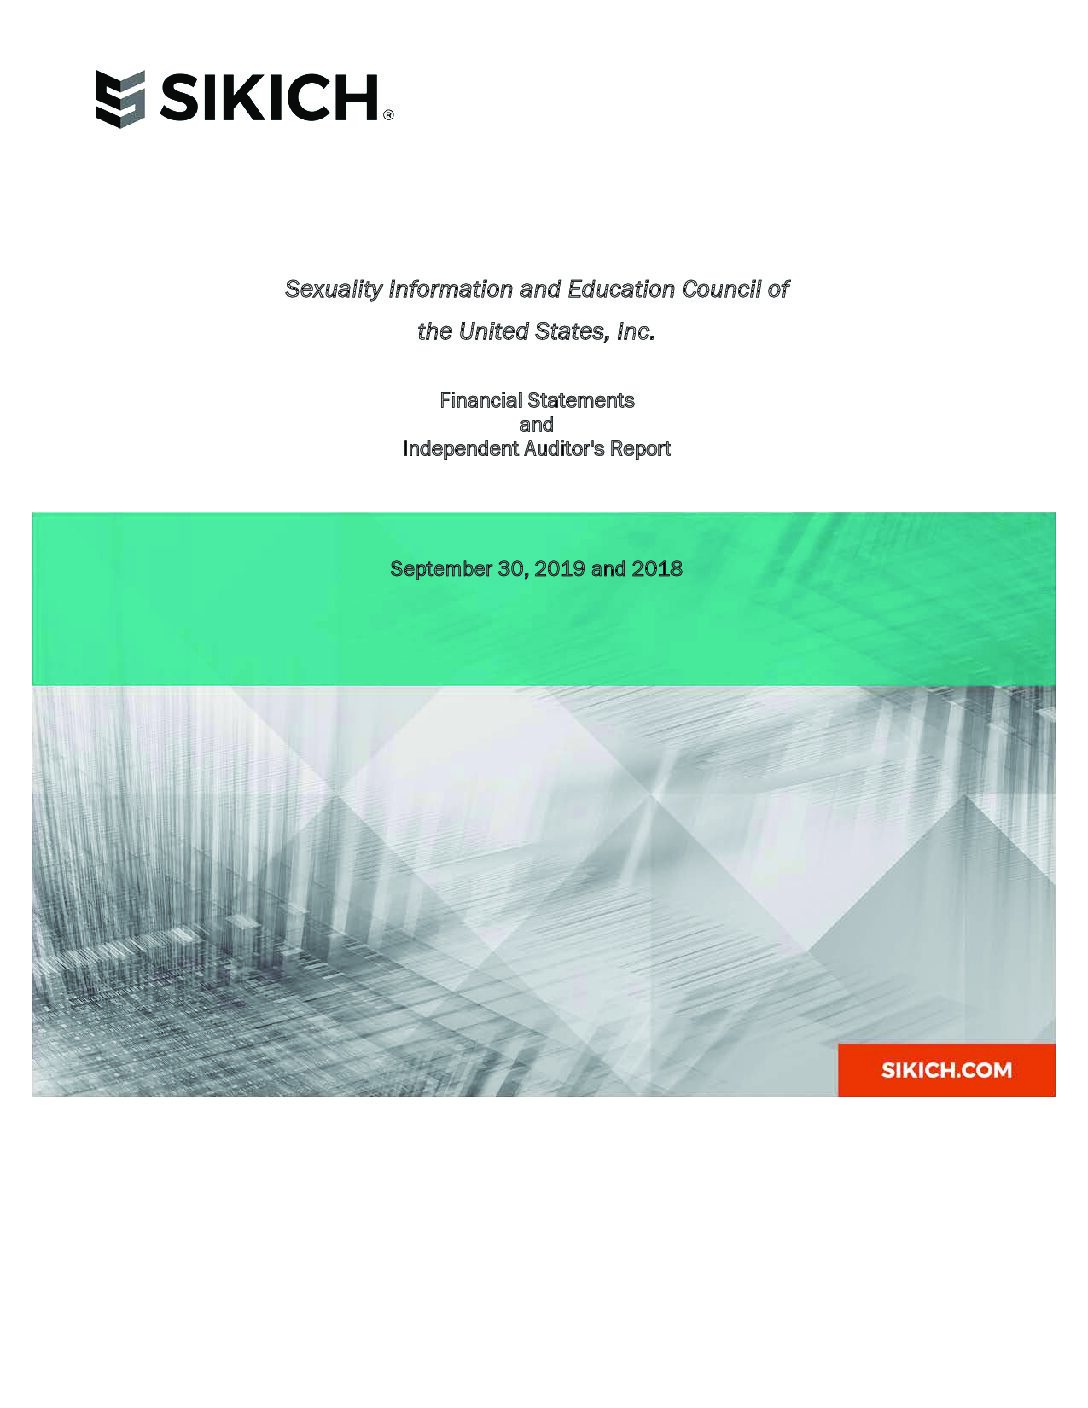 SIKICH®
Sexuality Information and Education Council of
the United States, Inc.
Financial Statements
and
Independent Auditor's Report
September 30, 2019 and 2018
SIKICH.COM